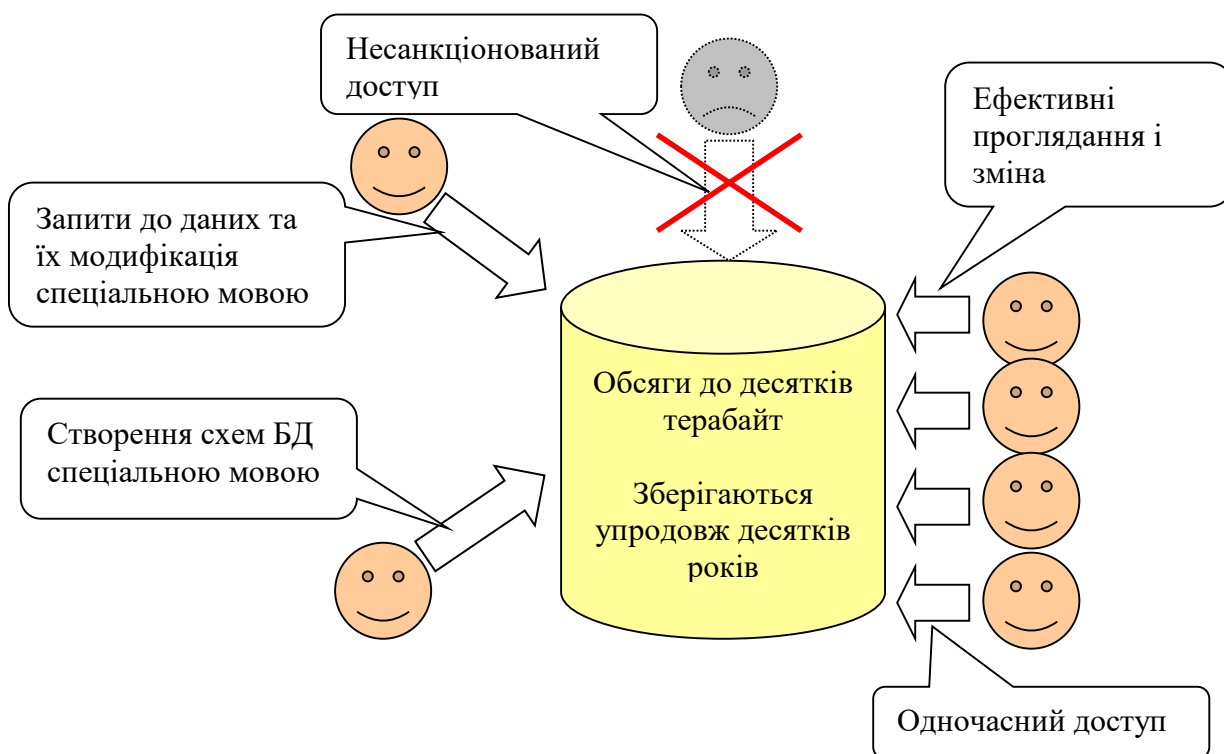 Несанкціонований
доступ
Ефективні
проглядання і
зміна
Запити до даних та
їх модифікація
спеціальною мовою
Обсяги до десятків
терабайт
Зберігаються
упродовж десятків
років
Створення схем БД
спеціальною мовою
Одночасний доступ